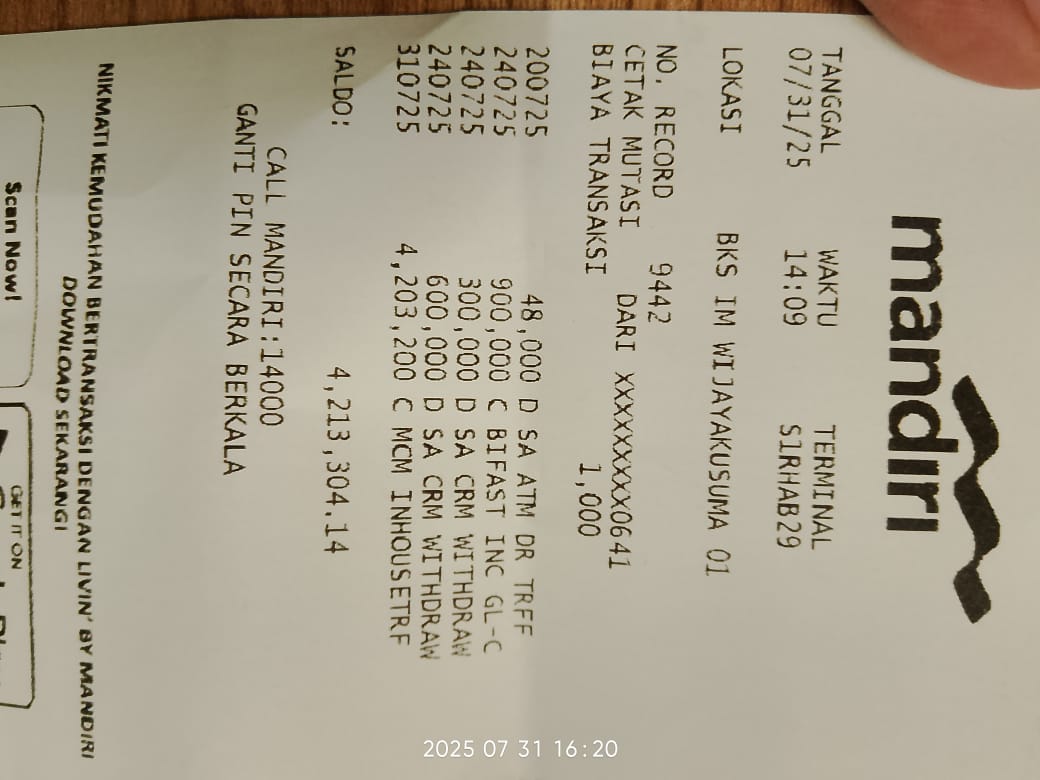 mandırı
TANGGAL WAKTU TERMINAL
07/31/25 14:09 S1RHAB29
LOKASI BKS IM WIJAYAKUSUMA 01
NO. RECORD 9442
CETAK MUTASI DARI XXXXXXXXX0641
BIAYA TRANSAKSI 1,000
200725 48,000 D SA ATM DR TRFF
240725 900,000 C BIFAST INC GL-C
240725 300,000 D SA CRM WITHDRAW
240725 600,000 D SA CRM WITHDRAW
310725 4,203,200 C MCM INHOUSETRF
SALDO: 4,213,304.14
CALL MANDIRI:14000
GANTI PIN SECARA BERKALA
NIKMATI KEMUDAHAN BERTRANSAKSI DENGAN LIVIN' BY MANDIRI
DOWNLOAD SEKARANG!
Scan Now!
GET IT ON
2025 07 31 16:20